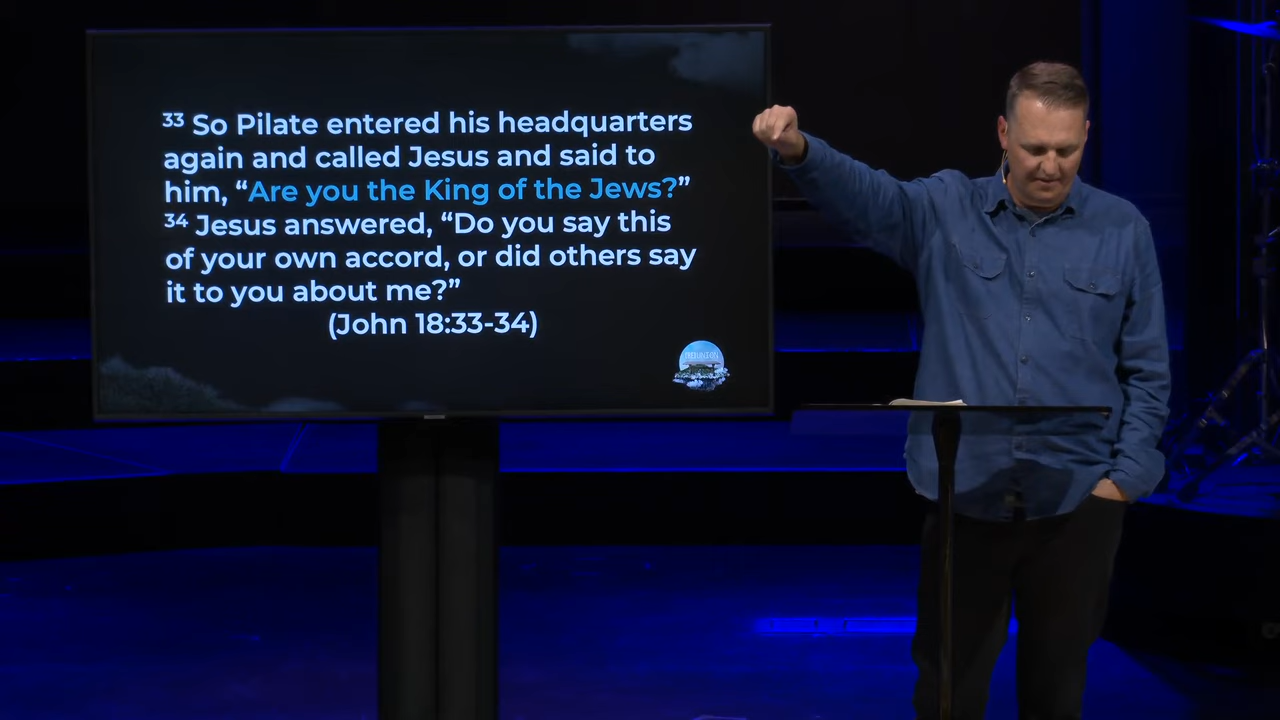 ³³ So Pilate entered his headquarters
again and called Jesus and said to
him, “Are you the King of the Jews?”
³⁴ Jesus answered, “Do you say this
of your own accord, or did others say
it to you about me?”
(John 18:33-34)